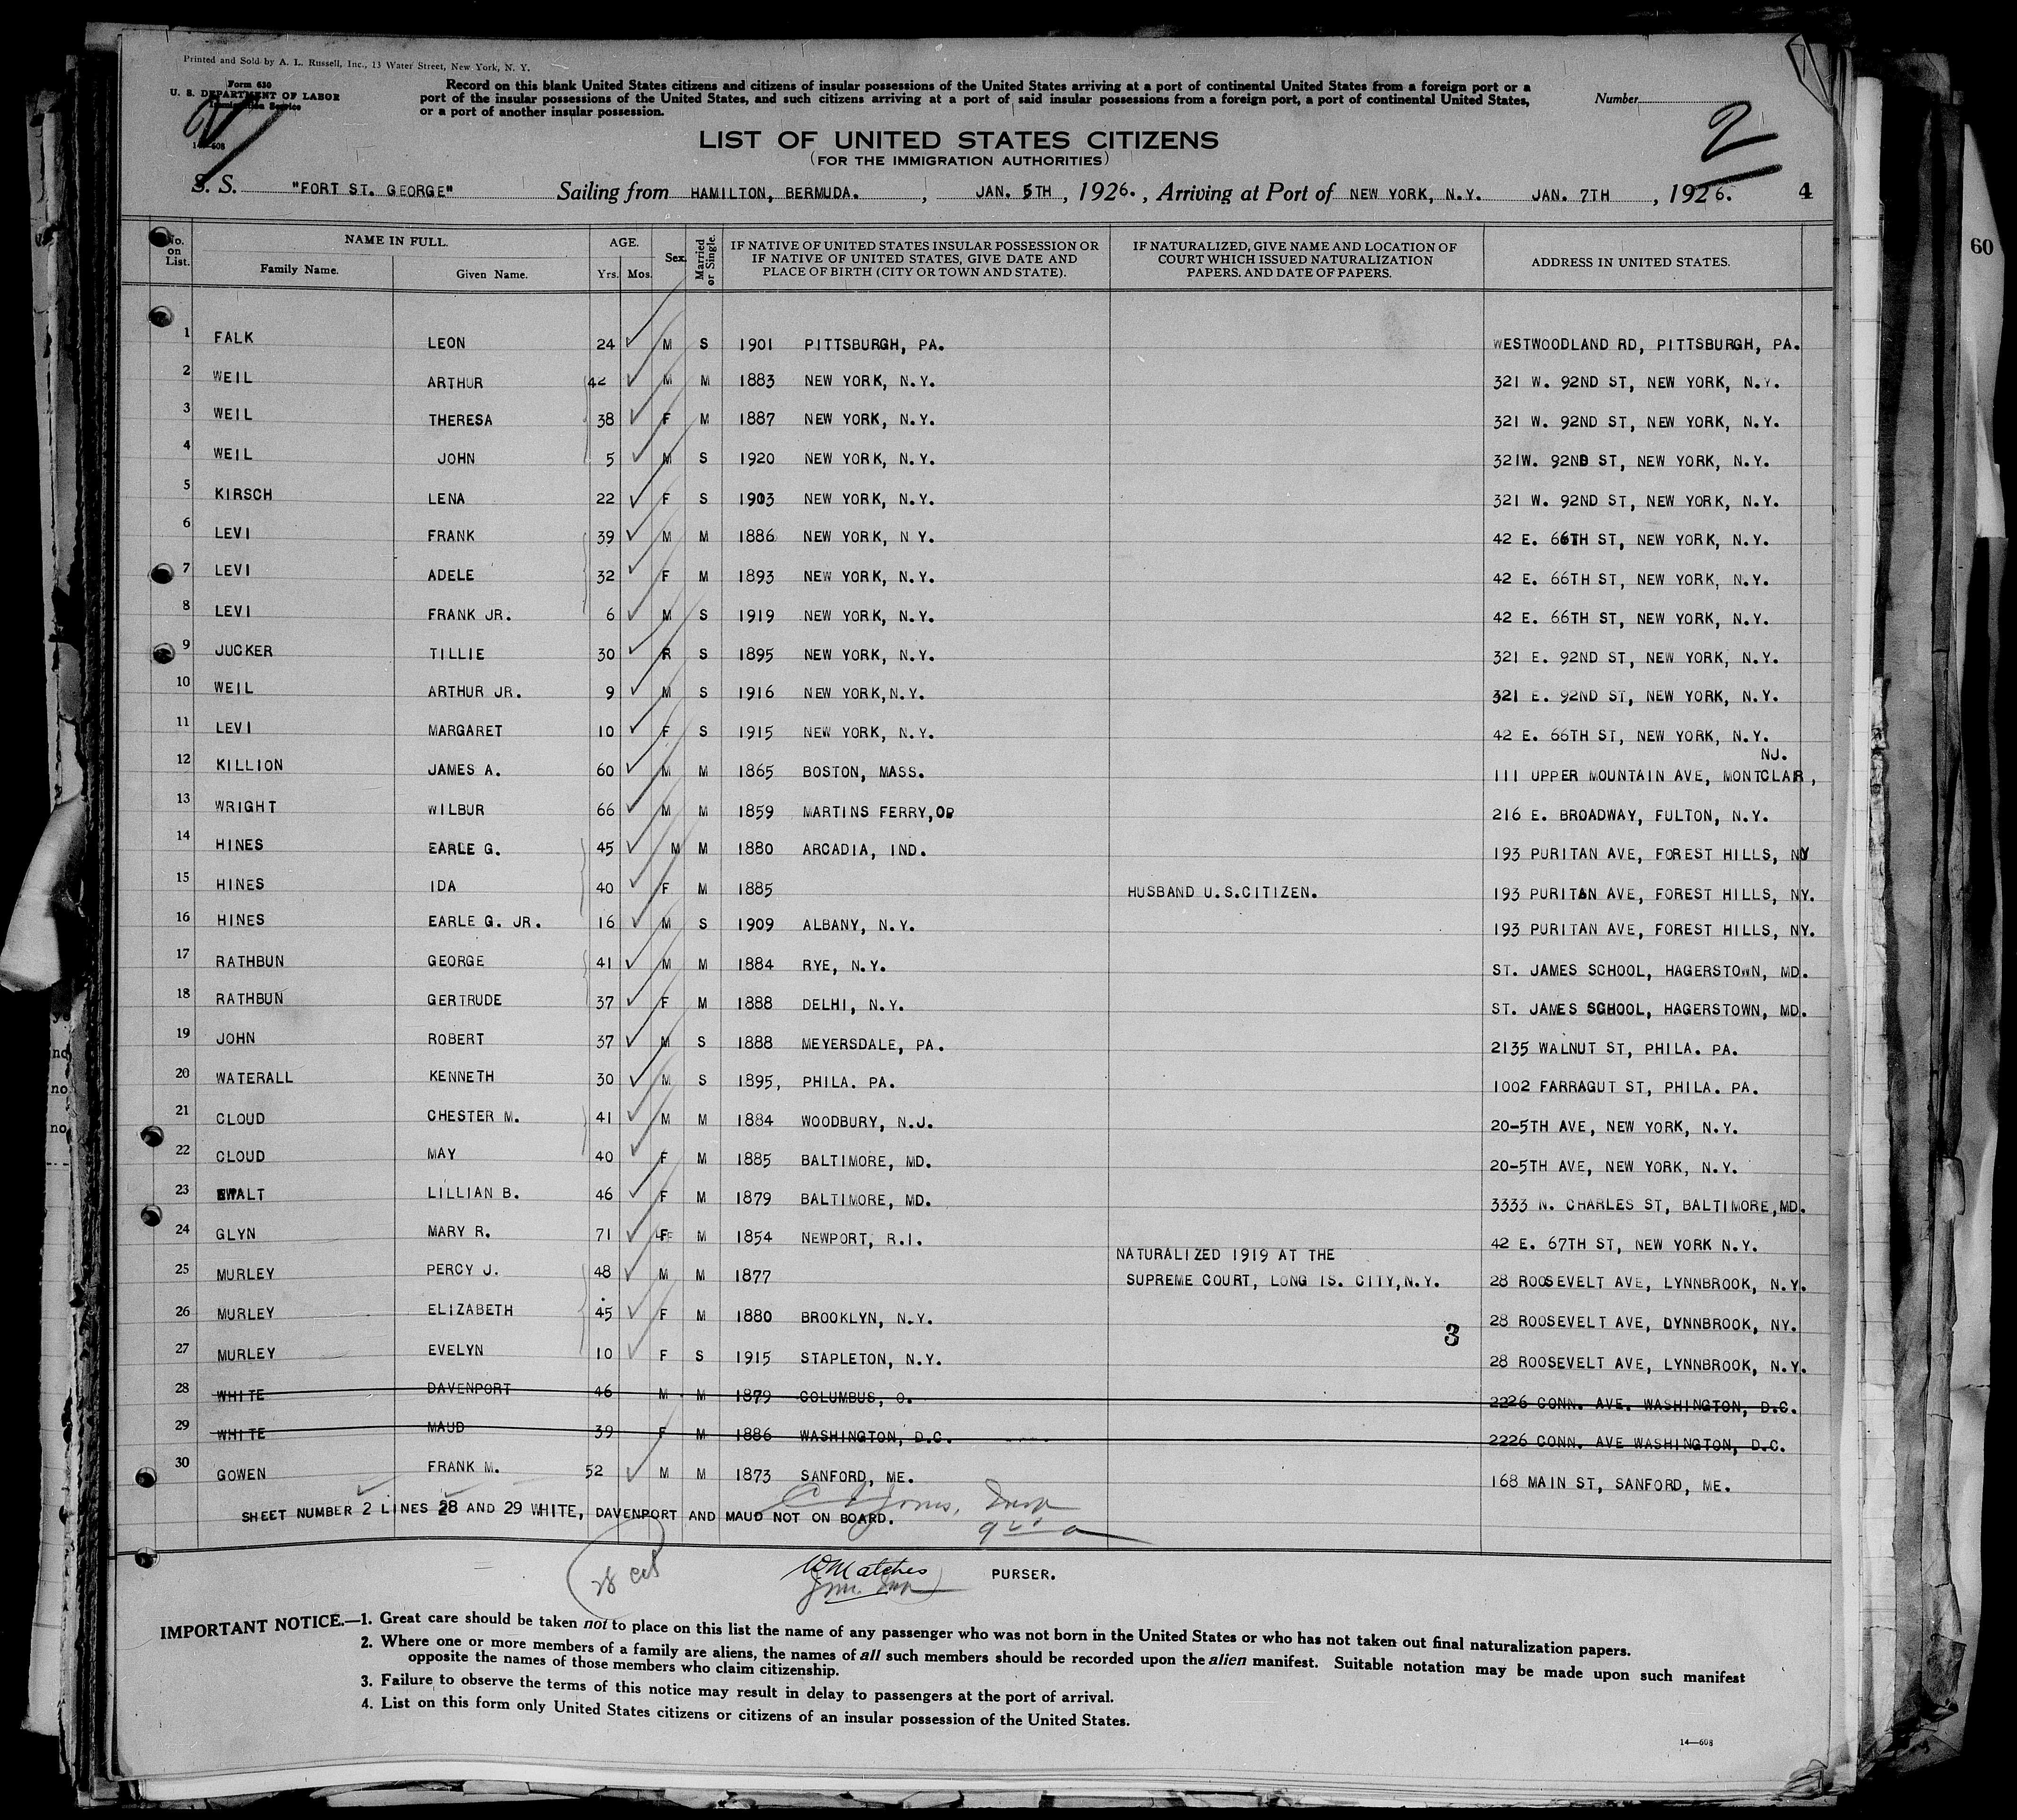 Printed and Sold by A. L. Russell, Inc., 13 Water Street, New York, N. Y.
Form 630
U. S. DEPARTMENT OF LABOR
Immigration Service
14—608
Record on this blank United States citizens and citizens of insular possessions of the United States arriving at a port of continental United States from a foreign port or a
port of the insular possessions of the United States, and such citizens arriving at a port of said insular possessions from a foreign port, a port of continental United States,
or a port of another insular possession.
Number
2
LIST OF UNITED STATES CITIZENS
(FOR THE IMMIGRATION AUTHORITIES)
S. S. "FORT ST. GEORGE" Sailing from HAMILTON, BERMUDA. , JAN. 5TH , 1926. , Arriving at Port of NEW YORK, N.Y. JAN. 7TH , 1926. 4
60
No. on List. NAME IN FULL. Family Name. Given Name. AGE. Yrs. Mos. Sex. Married or Single. IF NATIVE OF UNITED STATES INSULAR POSSESSION OR IF NATIVE OF UNITED STATES, GIVE DATE AND PLACE OF BIRTH (CITY OR TOWN AND STATE). IF NATURALIZED, GIVE NAME AND LOCATION OF COURT WHICH ISSUED NATURALIZATION PAPERS. AND DATE OF PAPERS. ADDRESS IN UNITED STATES.
1 FALK LEON 24 M S 1901 PITTSBURGH, PA. WESTWOODLAND RD, PITTSBURGH, PA.
2 WEIL ARTHUR 42 M M 1883 NEW YORK, N.Y. 321 W. 92ND ST, NEW YORK, N.Y.
3 WEIL THERESA 38 F M 1887 NEW YORK, N.Y. 321 W. 92ND ST, NEW YORK, N.Y.
4 WEIL JOHN 5 M S 1920 NEW YORK, N.Y. 321W. 92ND ST, NEW YORK, N.Y.
5 KIRSCH LENA 22 F S 1903 NEW YORK, N.Y. 321 W. 92ND ST, NEW YORK, N.Y.
6 LEVI FRANK 39 M M 1886 NEW YORK, N Y. 42 E. 66TH ST, NEW YORK, N.Y.
7 LEVI ADELE 32 F M 1893 NEW YORK, N.Y. 42 E. 66TH ST, NEW YORK, N.Y.
8 LEVI FRANK JR. 6 M S 1919 NEW YORK, N.Y. 42 E. 66TH ST, NEW YORK, N.Y.
9 JUCKER TILLIE 30 R S 1895 NEW YORK, N.Y. 321 E. 92ND ST, NEW YORK, N.Y.
10 WEIL ARTHUR JR. 9 M S 1916 NEW YORK,N.Y. 321 E. 92ND ST, NEW YORK, N.Y.
11 LEVI MARGARET 10 F S 1915 NEW YORK, N.Y. 42 E. 66TH ST, NEW YORK, N.Y.
NJ.
12 KILLION JAMES A. 60 M M 1865 BOSTON, MASS. 111 UPPER MOUNTAIN AVE, MONTCLAIR,
13 WRIGHT WILBUR 66 M M 1859 MARTINS FERRY, 216 E. BROADWAY, FULTON, N.Y.
14 HINES EARLE G. 45 M M 1880 ARCADIA, IND. 193 PURITAN AVE, FOREST HILLS, NY
15 HINES IDA 40 F M 1885 HUSBAND U.S.CITIZEN. 193 PURITAN AVE, FOREST HILLS, NY.
16 HINES EARLE G. JR. 16 M S 1909 ALBANY, N.Y. 193 PURITAN AVE, FOREST HILLS, NY.
17 RATHBUN GEORGE 41 M M 1884 RYE, N.Y. ST. JAMES SCHOOL, HAGERSTOWN, MD.
18 RATHBUN GERTRUDE 37 F M 1888 DELHI, N.Y. ST. JAMES SCHOOL, HAGERSTOWN, MD.
19 JOHN ROBERT 37 M S 1888 MEYERSDALE, PA. 2135 WALNUT ST, PHILA. PA.
20 WATERALL KENNETH 30 M S 1895, PHILA. PA. 1002 FARRAGUT ST, PHILA. PA.
21 CLOUD CHESTER M. 41 M M 1884 WOODBURY, N.J. 20-5TH AVE, NEW YORK, N.Y.
22 CLOUD MAY 40 F M 1885 BALTIMORE, MD. 20-5TH AVE, NEW YORK, N.Y.
23 EWALT LILLIAN B. 46 F M 1879 BALTIMORE, MD. 3333 N. CHARLES ST, BALTIMORE,MD.
24 GLYN MARY R. 71 F M 1854 NEWPORT, R.I. 42 E. 67TH ST, NEW YORK N.Y.
NATURALIZED 1919 AT THE
25 MURLEY PERCY J. 48 M M 1877 SUPREME COURT, LONG IS. CITY,N.Y. 28 ROOSEVELT AVE, LYNNBROOK, N.Y.
26 MURLEY ELIZABETH 45 F M 1880 BROOKLYN, N.Y. 28 ROOSEVELT AVE, DYNNBROOK, NY.
3
27 MURLEY EVELYN 10 F S 1915 STAPLETON, N.Y. 28 ROOSEVELT AVE, LYNNBROOK, N.Y.
28 WHITE DAVENPORT 46 M M 1879 COLUMBUS, O. 2226 CONN. AVE. WASHINGTON, D.C.
29 WHITE MAUD 39 F M 1886 WASHINGTON, D.C. 2226 CONN. AVE WASHINGTON, D.C.
30 GOWEN FRANK M. 52 M M 1873 SANFORD, ME. 168 MAIN ST, SANFORD, ME.
SHEET NUMBER 2 LINES 28 AND 29 WHITE, DAVENPORT AND MAUD NOT ON BOARD.
Jones, Insp
28
WMatches PURSER.
IMPORTANT NOTICE.—1. Great care should be taken not to place on this list the name of any passenger who was not born in the United States or who has not taken out final naturalization papers.
2. Where one or more members of a family are aliens, the names of all such members should be recorded upon the alien manifest. Suitable notation may be made upon such manifest
opposite the names of those members who claim citizenship.
3. Failure to observe the terms of this notice may result in delay to passengers at the port of arrival.
4. List on this form only United States citizens or citizens of an insular possession of the United States.
14—608